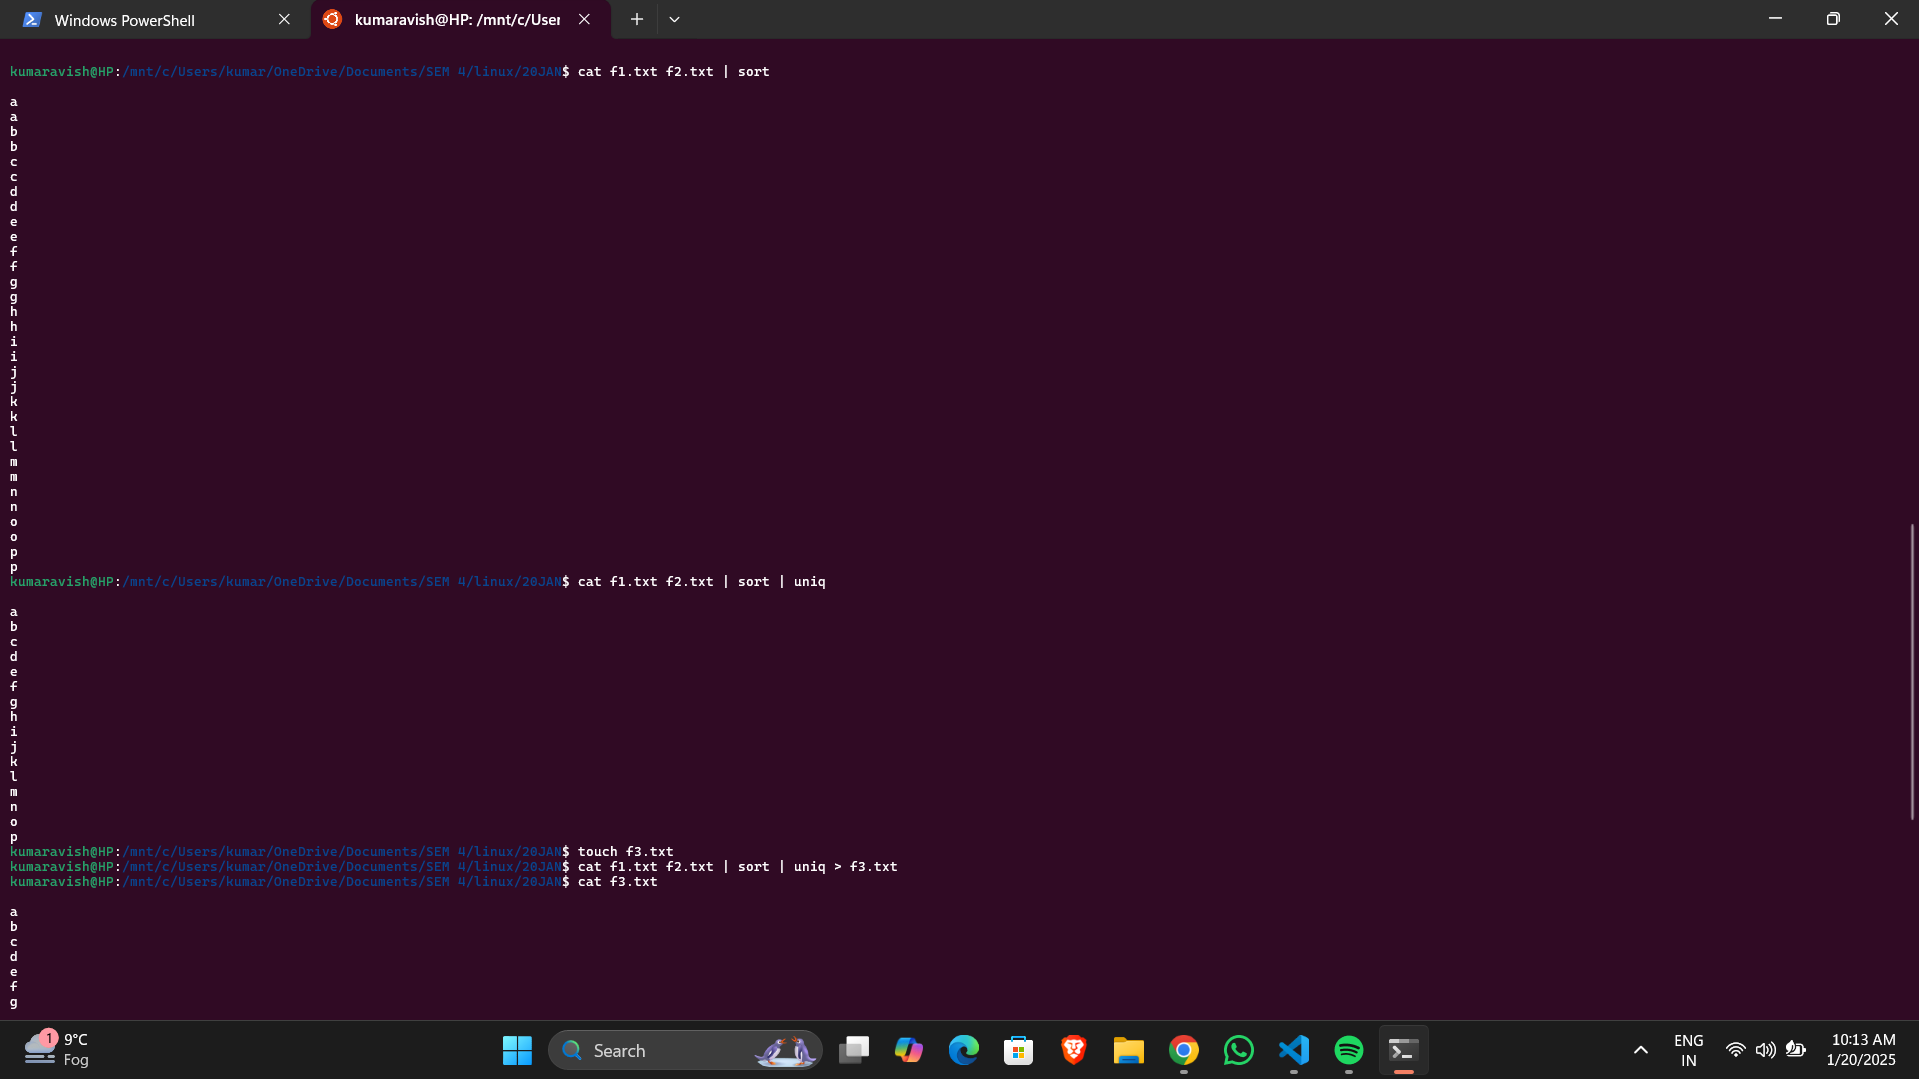 Windows PowerShell
kumaravish@HP: /mnt/c/User
kumaravish@HP:/mnt/c/Users/kumar/OneDrive/Documents/SEM 4/linux/20JAN$ cat f1.txt f2.txt | sort
a
a
b
b
c
c
d
d
e
e
f
f
g
g
h
h
i
i
j
j
k
k
l
l
m
m
n
n
o
o
p
p
kumaravish@HP:/mnt/c/Users/kumar/OneDrive/Documents/SEM 4/linux/20JAN$ cat f1.txt f2.txt | sort | uniq
a
b
c
d
e
f
g
h
i
j
k
l
m
n
o
p
kumaravish@HP:/mnt/c/Users/kumar/OneDrive/Documents/SEM 4/linux/20JAN$ touch f3.txt
kumaravish@HP:/mnt/c/Users/kumar/OneDrive/Documents/SEM 4/linux/20JAN$ cat f1.txt f2.txt | sort | uniq > f3.txt
kumaravish@HP:/mnt/c/Users/kumar/OneDrive/Documents/SEM 4/linux/20JAN$ cat f3.txt
a
b
c
d
e
f
g
1
9°C
Fog
Search
ENG
IN
10:13 AM
1/20/2025